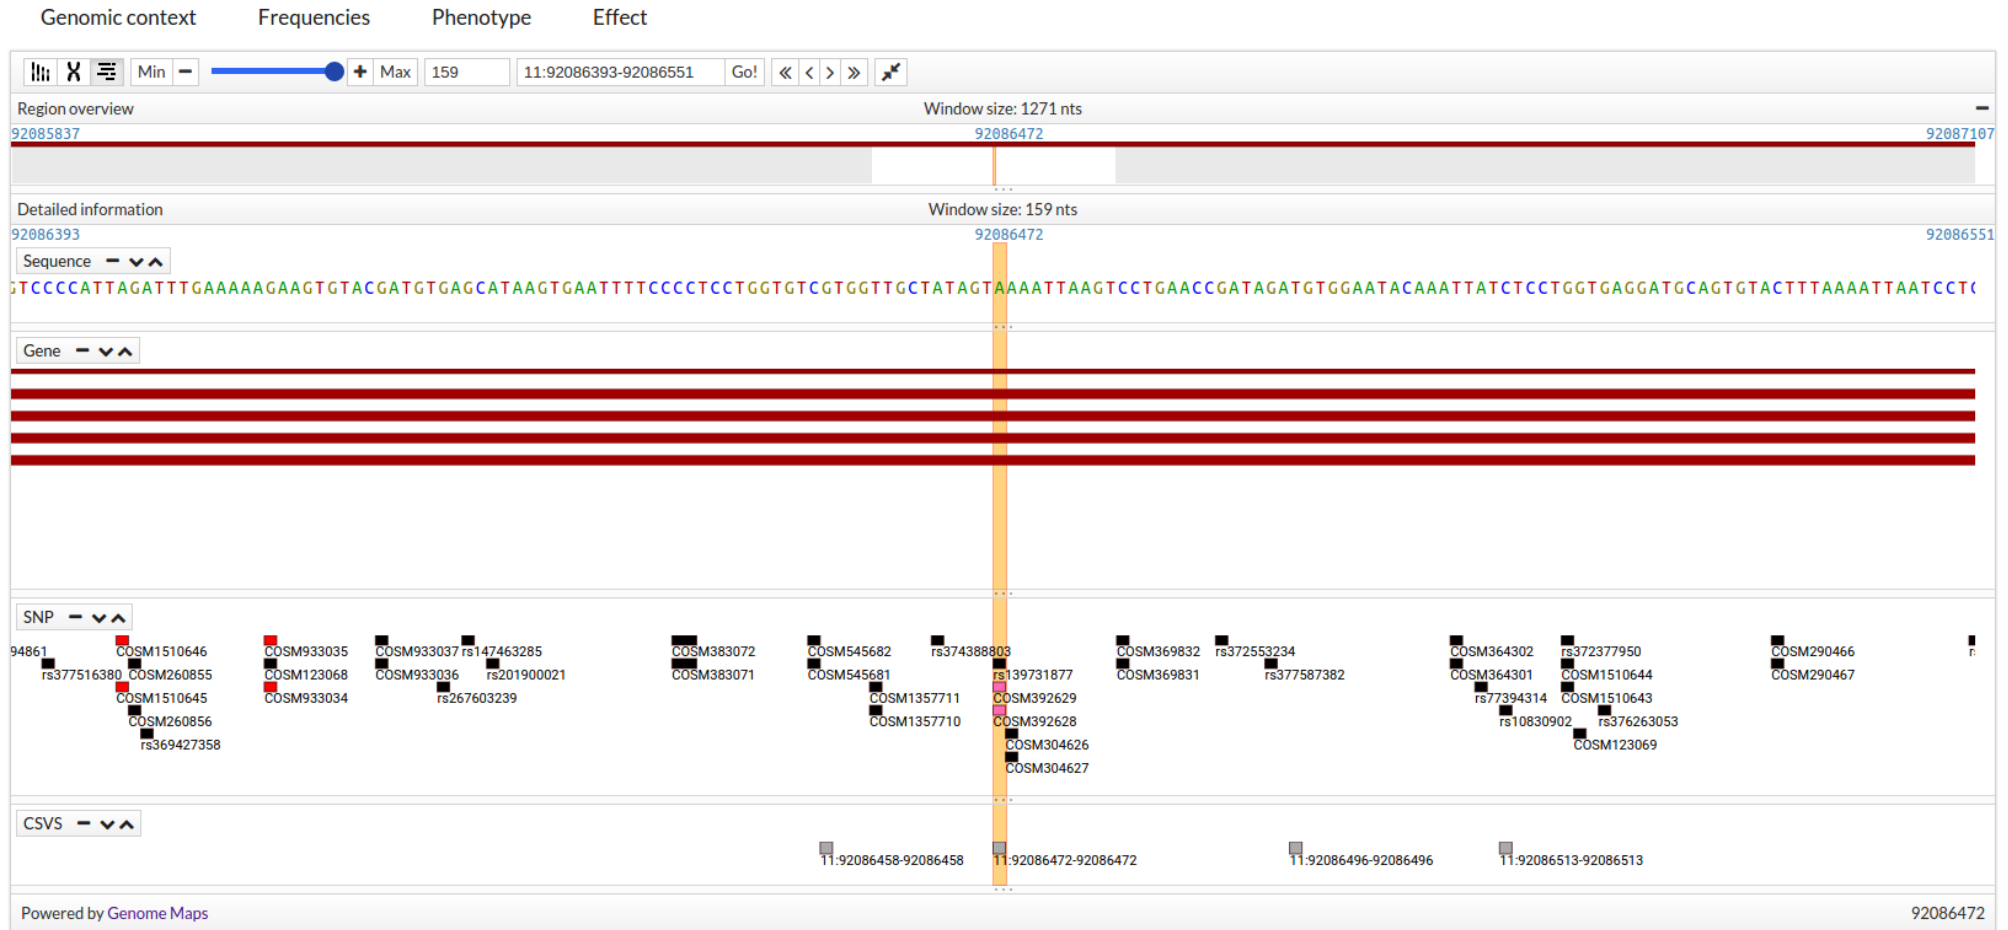 Genomic context Frequencies Phenotype Effect
Min Max 159 11:92086393-92086551 Go!
Region overview Window size: 1271 nts
92085837 92086472 92087107
Detailed information Window size: 159 nts
92086393 92086472 92086551
Sequence
GTCCCCATTAGATTTGAAAAAGAAGTGTACGATGTGAGCATAAGTGAATTTTCCCCTCCTGGTGTCGTGGTTGCTATAGTAAAATTAAGTCCTGAACCGATAGATGTGGAATACAAATTATCTCCTGGTGAGGATGCAGTGTACTTTAAAATTAATCCTC
Gene
SNP
94861 COSM1510646 COSM933035 COSM933037 rs147463285 COSM383072 COSM545682 rs374388803 COSM369832 rs372553234 COSM364302 rs372377950 COSM290466
rs377516380 COSM260855 COSM123068 COSM933036 rs201900021 COSM383071 COSM545681 rs139731877 COSM369831 rs377587382 COSM364301 COSM1510644 COSM290467
COSM1510645 COSM933034 rs267603239 COSM1357711 COSM392629 rs77394314 COSM1510643
COSM260856 COSM1357710 COSM392628 rs10830902 rs376263053
rs369427358 COSM304626 COSM123069
COSM304627
CSVS
11:92086458-92086458 11:92086472-92086472 11:92086496-92086496 11:92086513-92086513
Powered by Genome Maps 92086472